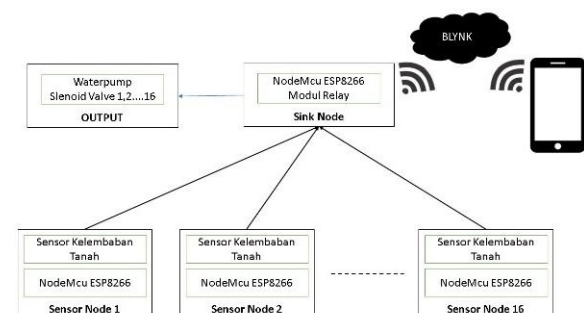 BLYNK
Waterpump
Slenoid Valve 1,2....16
OUTPUT
NodeMcu ESP8266
Modul Relay
Sink Node
Sensor Kelembaban
Tanah
NodeMcu ESP8266
Sensor Node 1
Sensor Kelembaban
Tanah
NodeMcu ESP8266
Sensor Node 2
Sensor Kelembaban
Tanah
NodeMcu ESP8266
Sensor Node 16